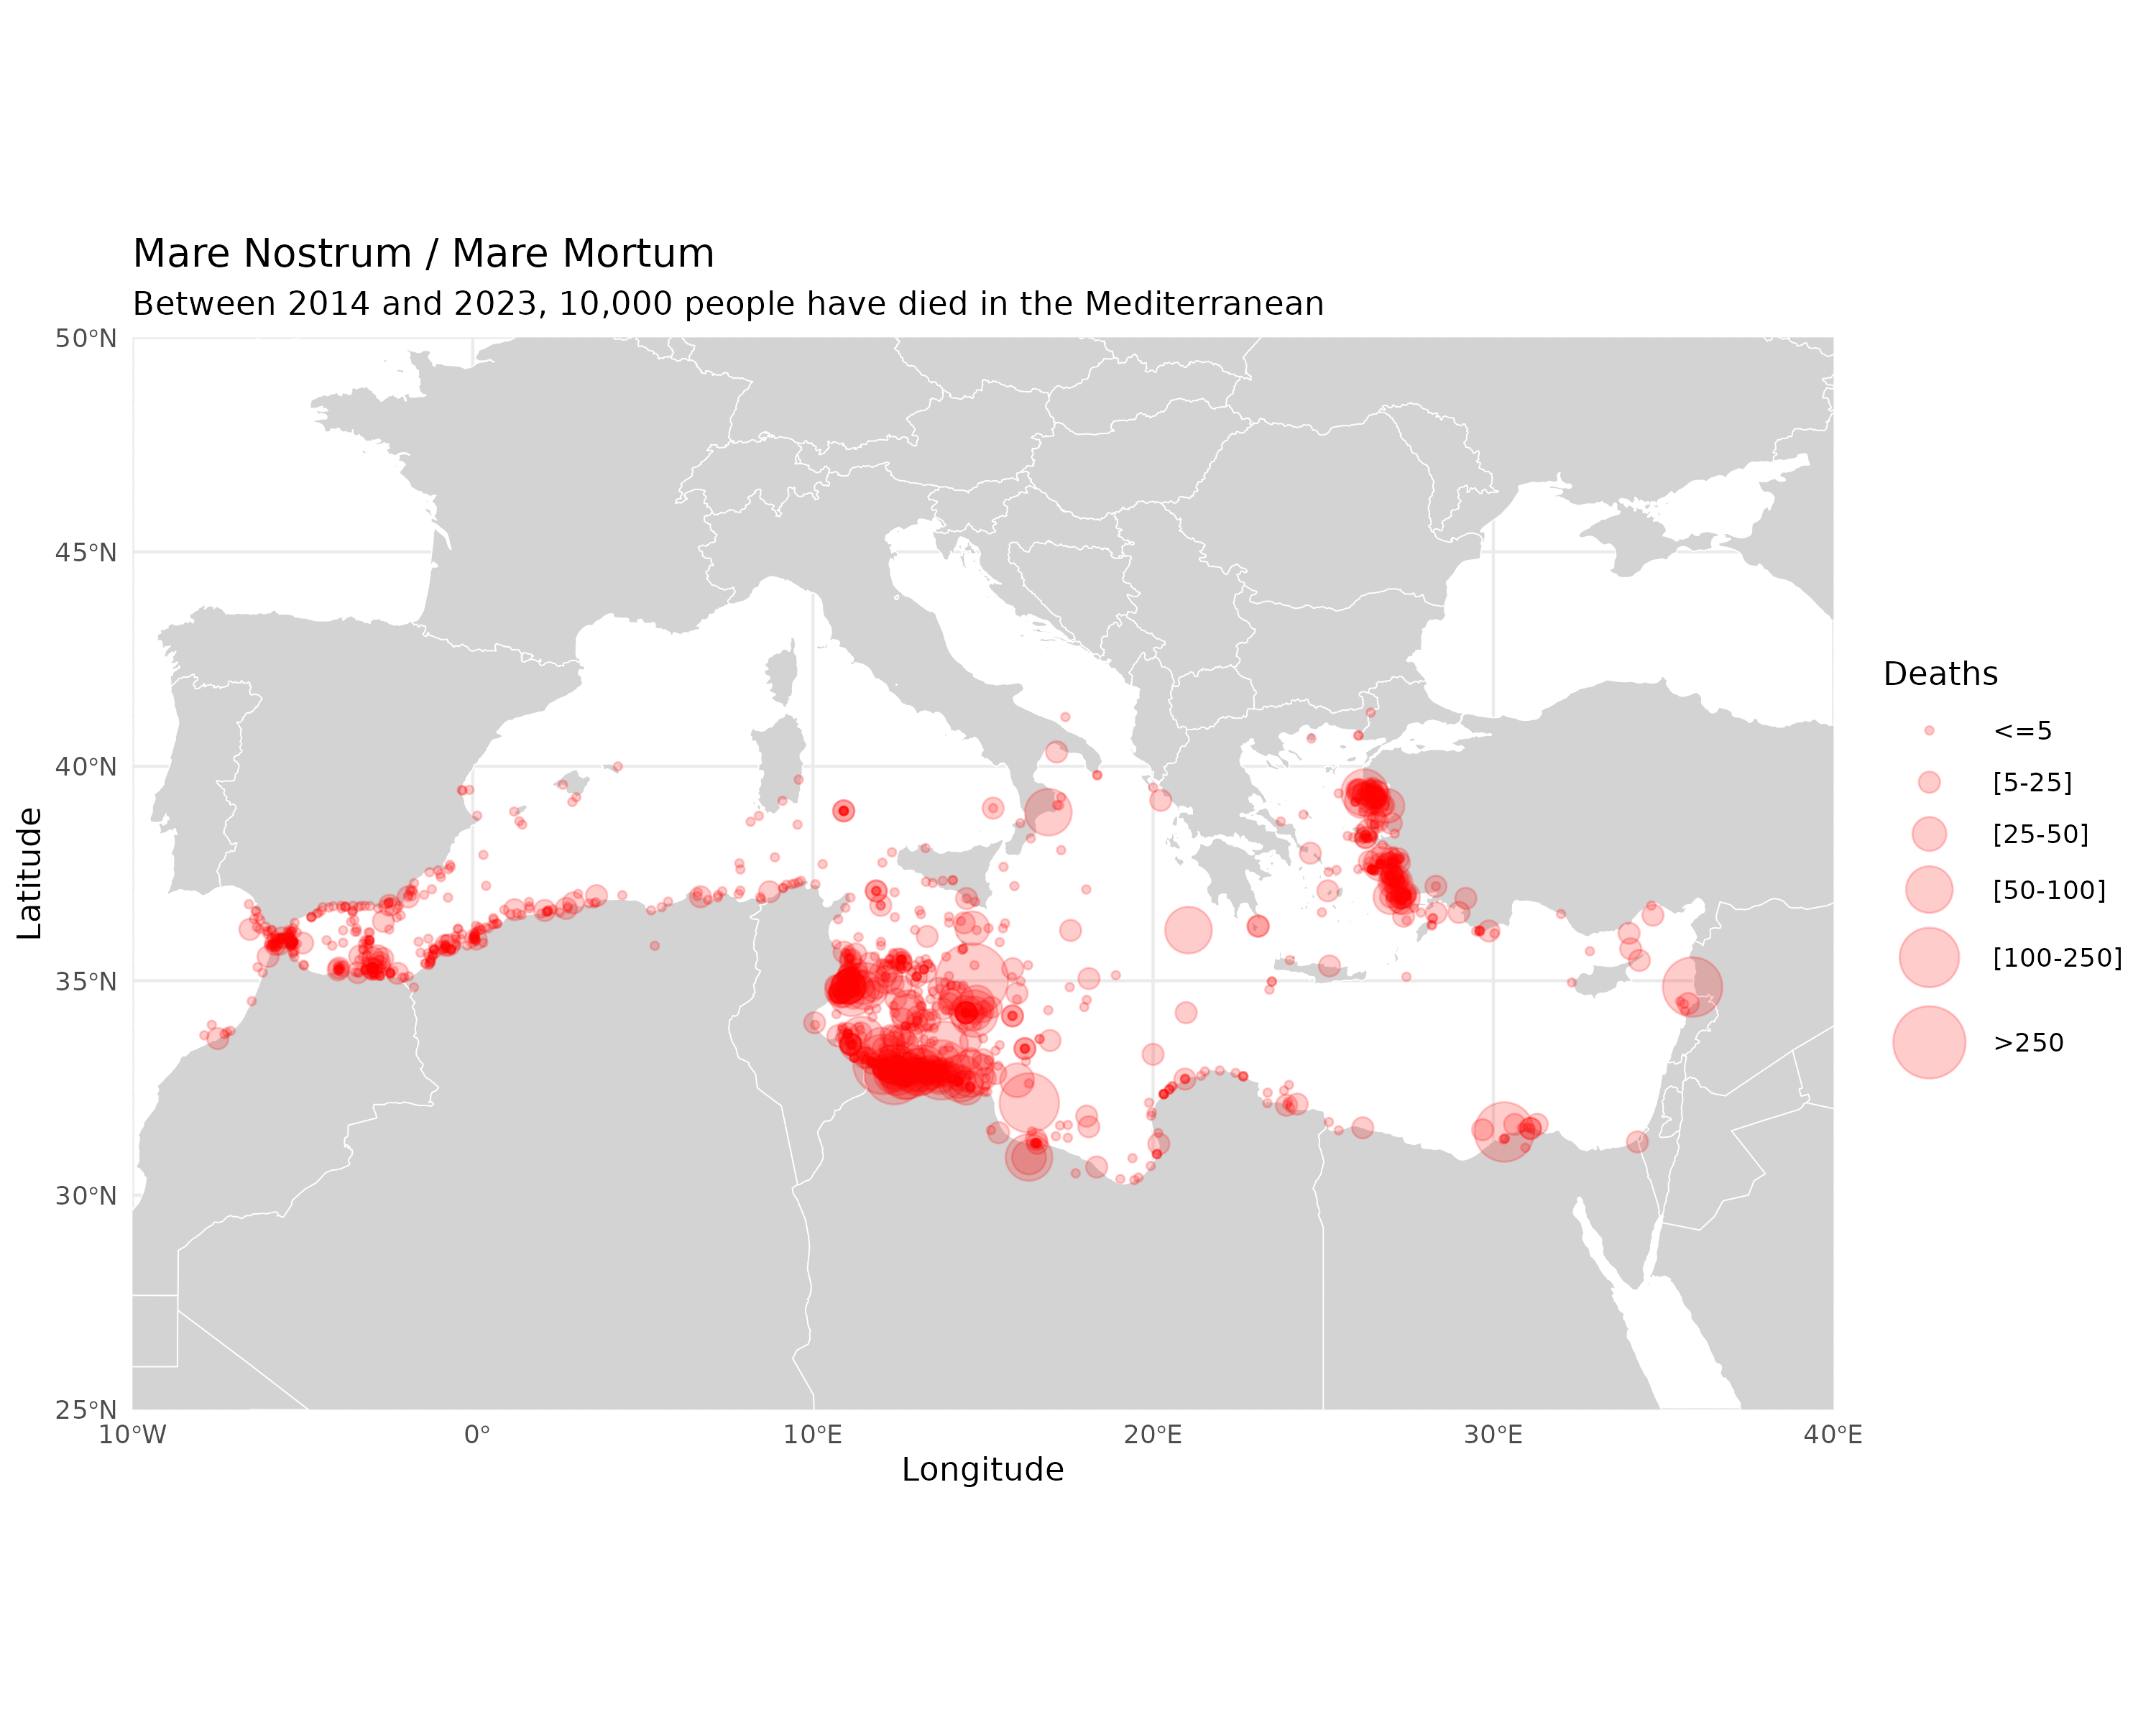 Mare Nostrum / Mare Mortum
Between 2014 and 2023, 10,000 people have died in the Mediterranean
50°N
45°N
40°N
35°N
30°N
25°N
Latitude
10°W
0°
10°E
20°E
30°E
40°E
Longitude
Deaths
<=5
[5-25]
[25-50]
[50-100]
[100-250]
>250